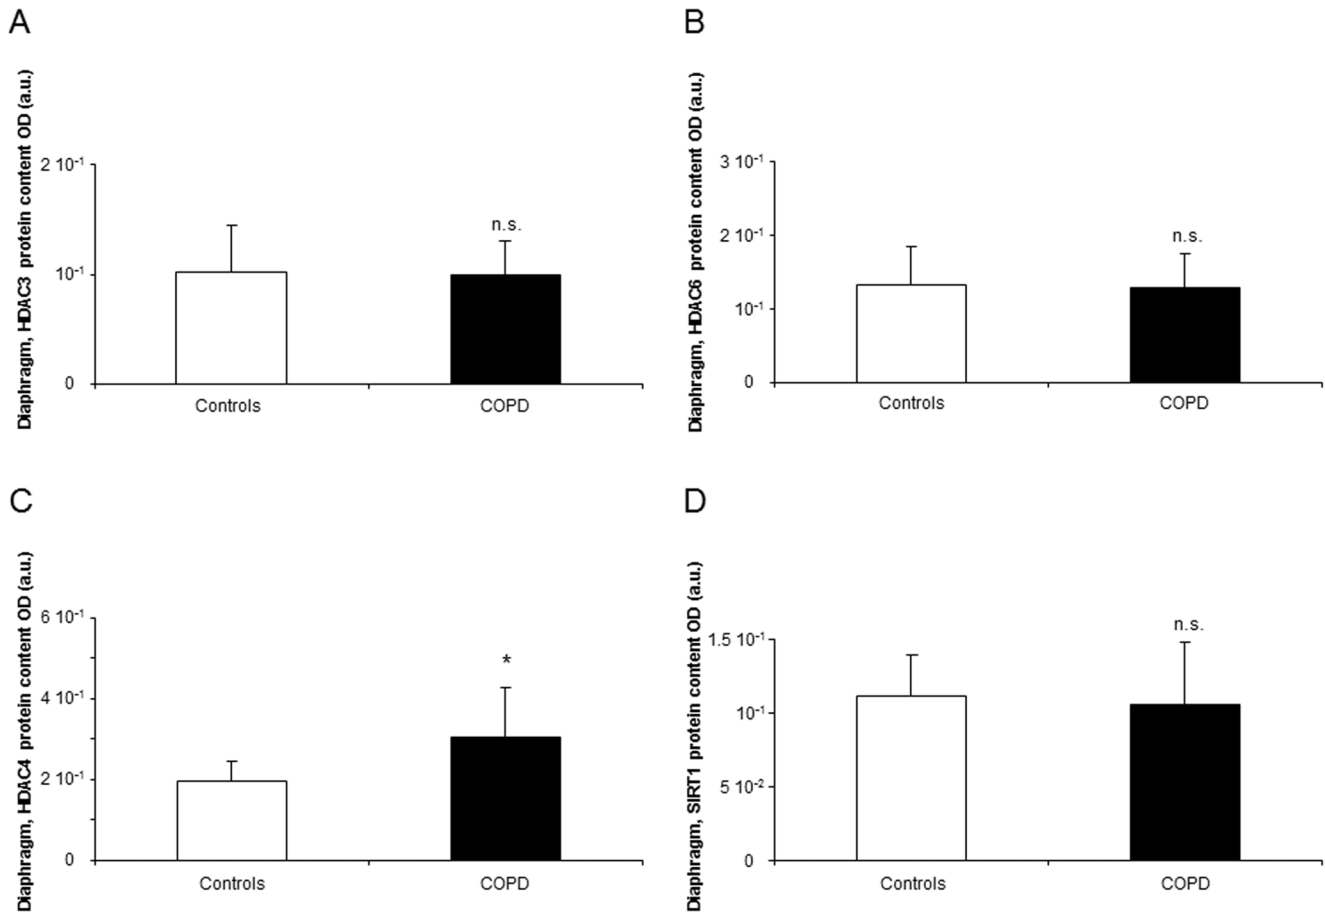 A
Diaphragm, HDAC3 protein content OD (a.u.)
2 10⁻¹
10⁻¹
0
n.s.
Controls
COPD
B
Diaphragm, HDAC6 protein content OD (a.u.)
3 10⁻¹
2 10⁻¹
10⁻¹
0
n.s.
Controls
COPD
C
Diaphragm, HDAC4 protein content OD (a.u.)
6 10⁻¹
4 10⁻¹
2 10⁻¹
0
*
Controls
COPD
D
Diaphragm, SIRT1 protein content OD (a.u.)
1.5 10⁻¹
10⁻¹
5 10⁻²
0
n.s.
Controls
COPD